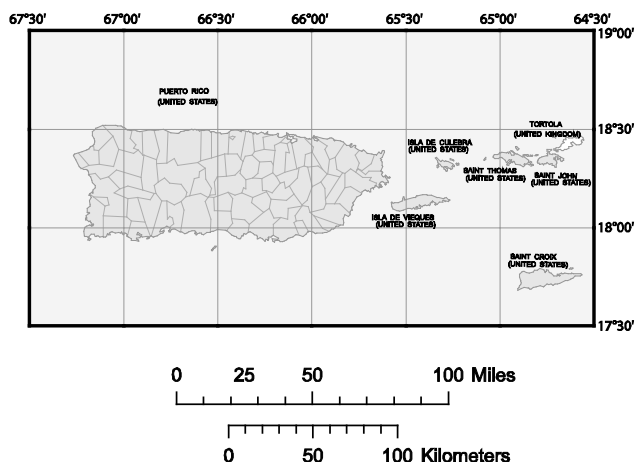 67°30' 67°00' 66°30' 66°00' 65°30' 65°00' 64°30'
19°00'
PUERTO RICO
(UNITED STATES)
18°30'
TORTOLA
(UNITED KINGDOM)
ISLA DE CULEBRA
(UNITED STATES)
SAINT THOMAS
(UNITED STATES)
SAINT JOHN
(UNITED STATES)
ISLA DE VIEQUES
(UNITED STATES)
18°00'
SAINT CROIX
(UNITED STATES)
17°30'
0 25 50 100 Miles
0 50 100 Kilometers